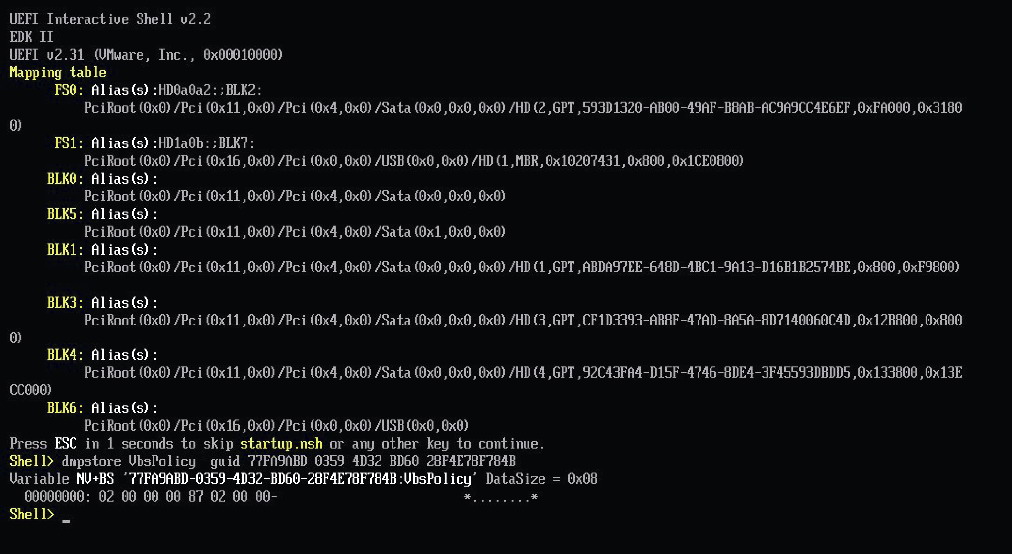 UEFI Interactive Shell v2.2
EDK II
UEFI v2.31 (VMware, Inc., 0x00010000)
Mapping table
FS0: Alias(s):HD0a0a2:;BLK2:
PciRoot(0x0)/Pci(0x11,0x0)/Pci(0x4,0x0)/Sata(0x0,0x0,0x0)/HD(2,GPT,593D1320-AB00-49AF-B8AB-AC9A9CC4E6EF,0xFA000,0x3180
0)
FS1: Alias(s):HD1a0b:;BLK7:
PciRoot(0x0)/Pci(0x16,0x0)/Pci(0x0,0x0)/USB(0x0,0x0)/HD(1,MBR,0x10207431,0x800,0x1CE0800)
BLK0: Alias(s):
PciRoot(0x0)/Pci(0x11,0x0)/Pci(0x4,0x0)/Sata(0x0,0x0,0x0)
BLK5: Alias(s):
PciRoot(0x0)/Pci(0x11,0x0)/Pci(0x4,0x0)/Sata(0x1,0x0,0x0)
BLK1: Alias(s):
PciRoot(0x0)/Pci(0x11,0x0)/Pci(0x4,0x0)/Sata(0x0,0x0,0x0)/HD(1,GPT,ABDA97EE-648D-4BC1-9A13-D16B1B2574BE,0x800,0xF9800)
BLK3: Alias(s):
PciRoot(0x0)/Pci(0x11,0x0)/Pci(0x4,0x0)/Sata(0x0,0x0,0x0)/HD(3,GPT,CF1D3393-AB8F-47AD-8A5A-8D7140060C4D,0x12B800,0x800
0)
BLK4: Alias(s):
PciRoot(0x0)/Pci(0x11,0x0)/Pci(0x4,0x0)/Sata(0x0,0x0,0x0)/HD(4,GPT,92C43FA4-D15F-4746-8DE4-3F45593DBDD5,0x133800,0x13E
CC000)
BLK6: Alias(s):
PciRoot(0x0)/Pci(0x16,0x0)/Pci(0x0,0x0)/USB(0x0,0x0)
Press ESC in 1 seconds to skip startup.nsh or any other key to continue.
Shell> dmpstore VbsPolicy guid 77FA9ABD 0359 4D32 BD60 28F4E78F784B
Variable NV+BS '77FA9ABD-0359-4D32-BD60-28F4E78F784B:VbsPolicy' DataSize = 0x08
00000000: 02 00 00 00 87 02 00 00- *........*
Shell> _